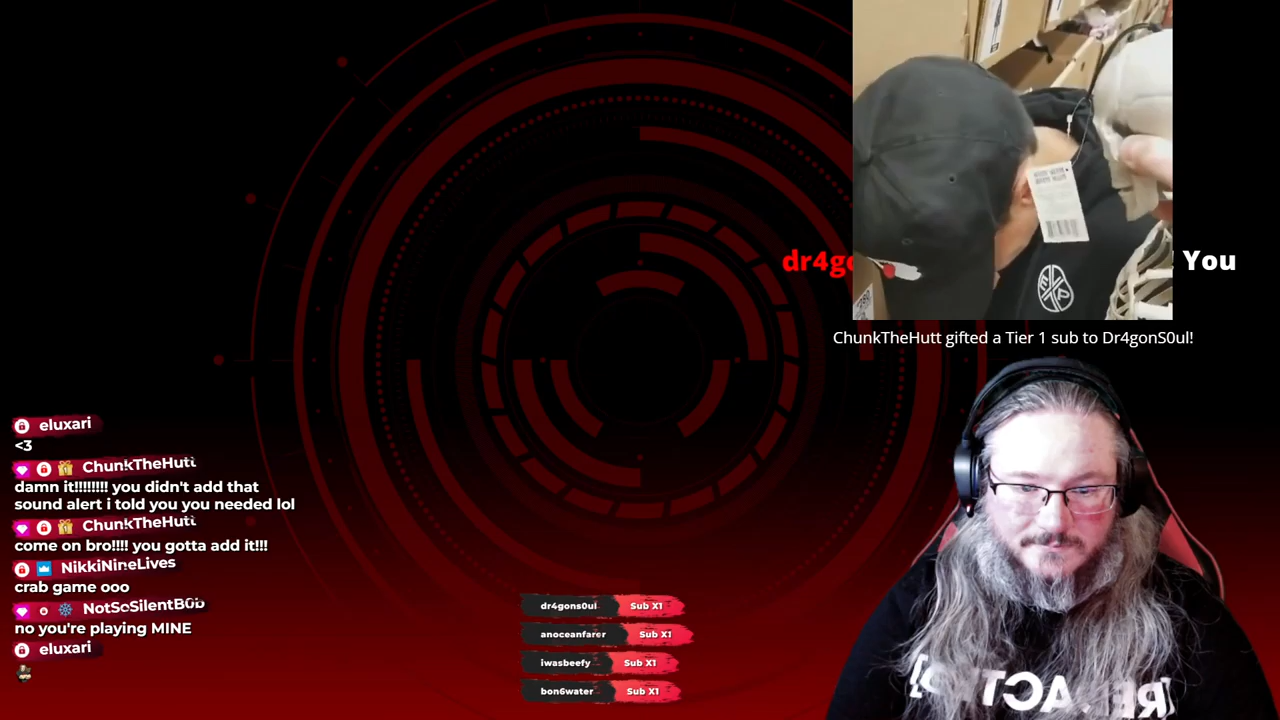 dr4go
You
ChunkTheHutt gifted a Tier 1 sub to Dr4gonS0ul!
eluxari
<3
ChunkTheHutt
damn it!!!!!!!! you didn't add that
sound alert i told you you needed lol
ChunkTheHutt
come on bro!!!! you gotta add it!!!
NikkiNineLives
crab game ooo
NotSoSilentB0b
no you're playing MINE
eluxari
dr4gons0ul Sub X1
anoceanfarer Sub X1
iwasbeefy Sub X1
bon6water Sub X1